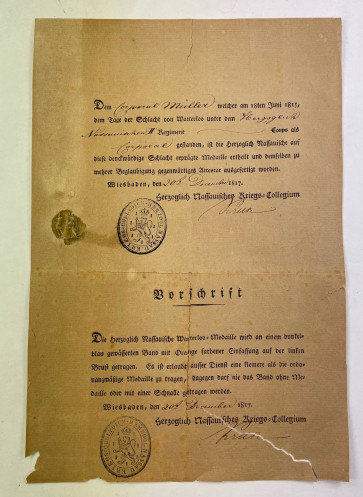 Dem Corporal Müller welcher am 18ten Juni 1815,
dem Tage der Schlacht von Waterloo unter dem Herzoglich
Nassauischen II Regiment Corps als
Corporal gestanden, ist die Herzoglich Nassauische auf
diese denkwürdige Schlacht geprägte Medaille ertheilt und demselben zu
mehrer Beglaubigung gegenwärtiges Attestat ausgefertigt worden.
Wiesbaden, den 20t December 1817.
Herzoglich Nassauisches Kriegs-Collegium
Vorschrift
Die Herzoglich Nassauische Waterloo-Medaille wird an einem dunkel-
blau gewässerten Band mit Orange farbener Einfassung auf der linken
Brust getragen. Es ist erlaubt ausser Dienst eine kleinere als die ordo-
nanzmäßige Medaille zu tragen, dagegen darf nie das Band ohne Me-
daille oder mit einer Schnalle getragen werden.
Wiesbaden, den 20t December 1817.
Herzoglich Nassauisches Kriegs-Collegium